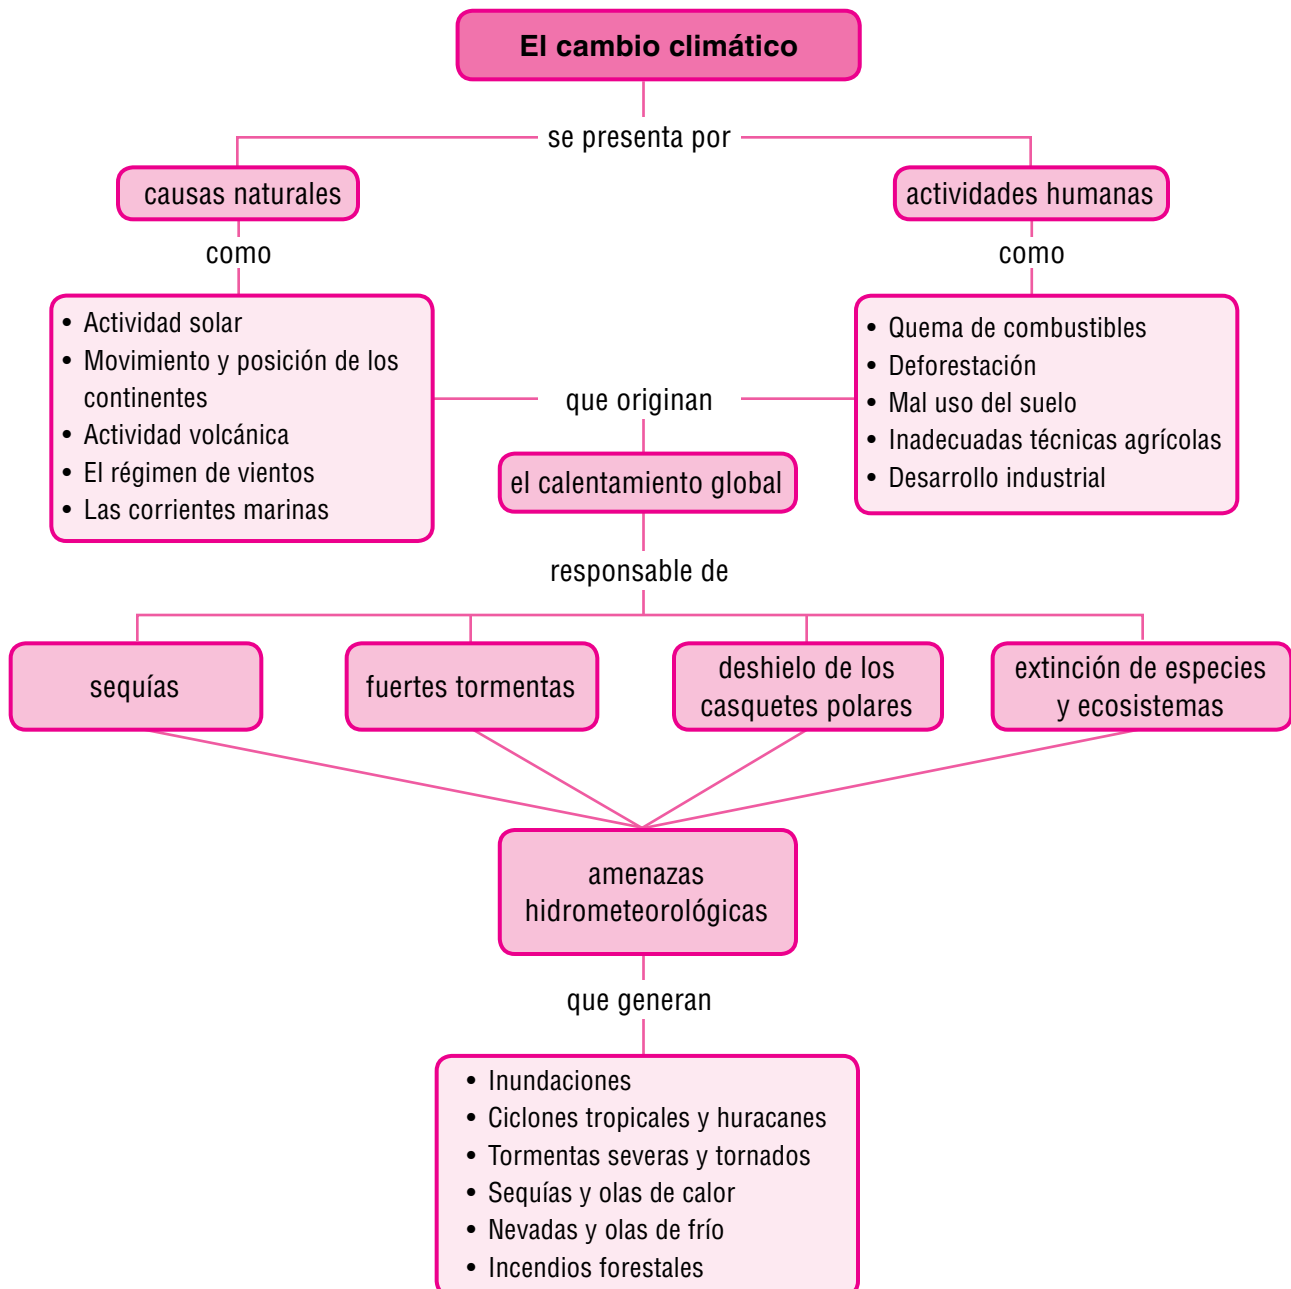 El cambio climático
se presenta por
causas naturales
actividades humanas
como
como
• Actividad solar
• Movimiento y posición de los
continentes
• Actividad volcánica
• El régimen de vientos
• Las corrientes marinas
que originan
• Quema de combustibles
• Deforestación
• Mal uso del suelo
• Inadecuadas técnicas agrícolas
• Desarrollo industrial
el calentamiento global
responsable de
sequías
fuertes tormentas
deshielo de los
casquetes polares
extinción de especies
y ecosistemas
amenazas
hidrometeorológicas
que generan
• Inundaciones
• Ciclones tropicales y huracanes
• Tormentas severas y tornados
• Sequías y olas de calor
• Nevadas y olas de frío
• Incendios forestales